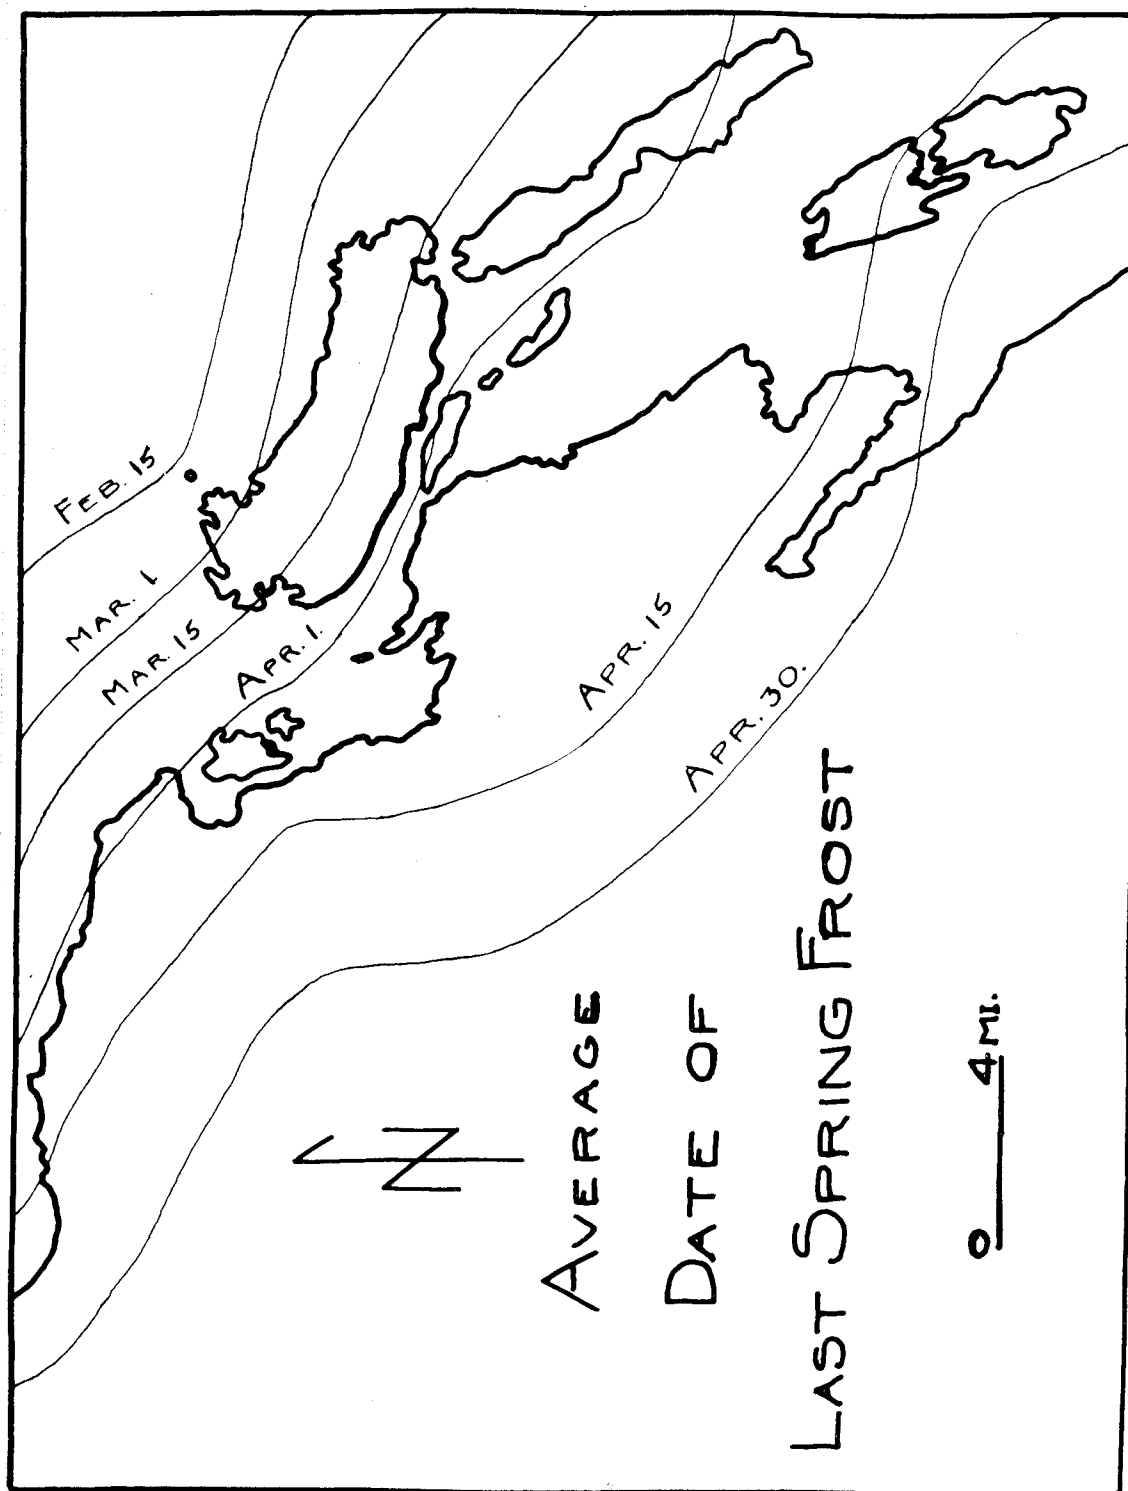 FEB. 15
MAR. 1
MAR. 15
APR. 1.
APR. 15
APR. 30.
N
AVERAGE
DATE OF
LAST SPRING FROST
0 4 MI.